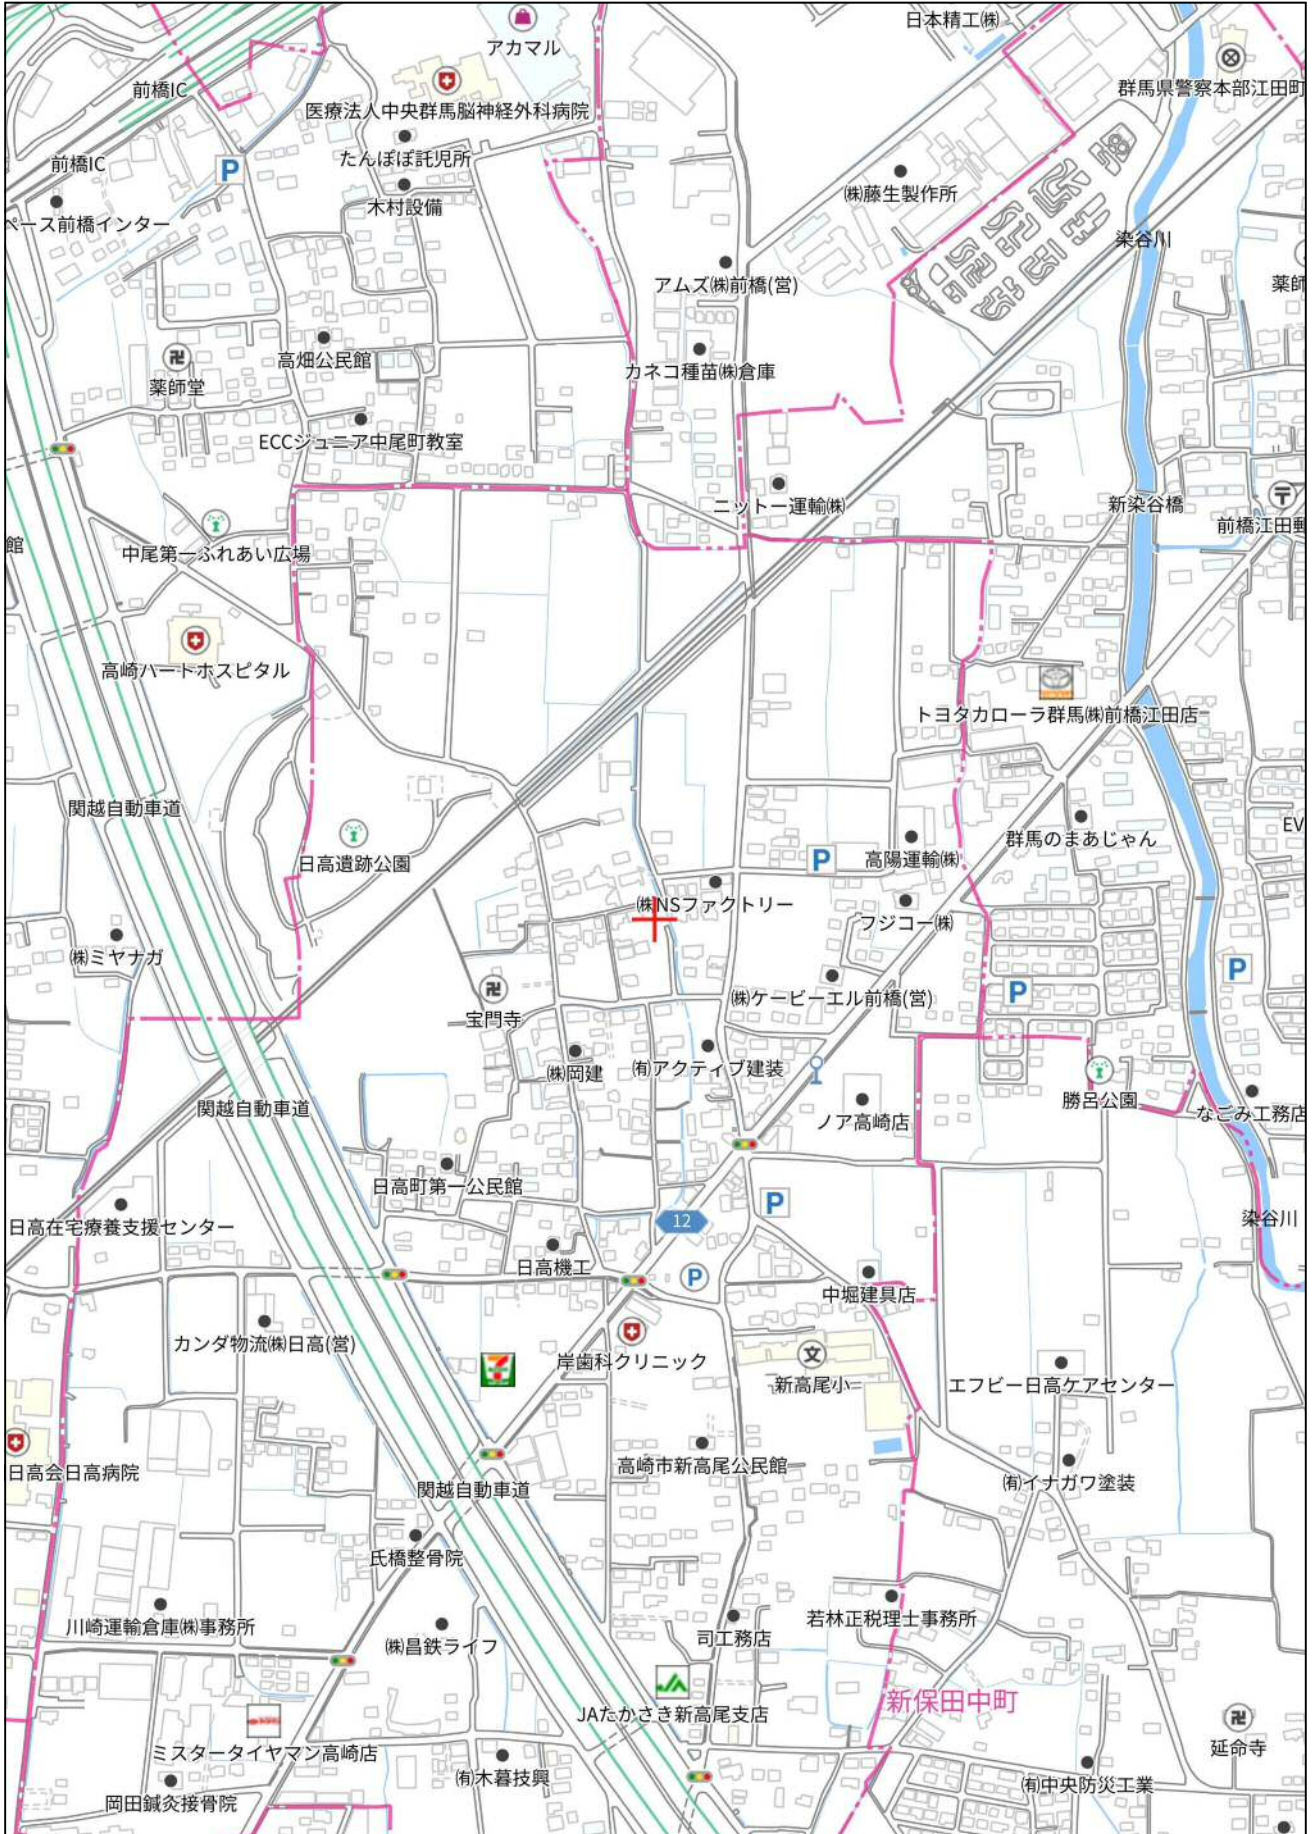 日本精工㈱
アカマル
前橋IC
群馬県警察本部江田町
医療法人中央群馬脳神経外科病院
たんぽぽ託児所
前橋IC
P
㈱藤生製作所
木村設備
ペース前橋インター
染谷川
アムズ㈱前橋(営)
薬師
高畑公民館
カネコ種苗㈱倉庫
薬師堂
ECCジュニア中尾町教室
ニットー運輸㈱
新染谷橋
前橋江田郵
館
中尾第一ふれあい広場
高崎ハートホスピタル
トヨタカローラ群馬㈱前橋江田店
関越自動車道
EV
群馬のまあじゃん
日高遺跡公園
P
高陽運輸㈱
㈱NSファクトリー
フジコー㈱
㈱ミヤナガ
P
P
㈱ケービーエル前橋(営)
宝門寺
㈱岡建
㈲アクティブ建装
勝呂公園
関越自動車道
なごみ工務店
ノア高崎店
日高町第一公民館
P
日高在宅療養支援センター
12
染谷川
日高機工
P
中堀建具店
カンダ物流㈱日高(営)
岸歯科クリニック
文
新高尾小
エフピー日高ケアセンター
日高会日高病院
高崎市新高尾公民館
㈲イナガワ塗装
関越自動車道
氏橋整骨院
川崎運輸倉庫㈱事務所
若林正税理士事務所
㈱昌鉄ライフ
司工務店
新保田中町
JAたかさき新高尾支店
延命寺
ミスタータイヤマン高崎店
㈲木暮技興
㈲中央防災工業
岡田鍼灸接骨院